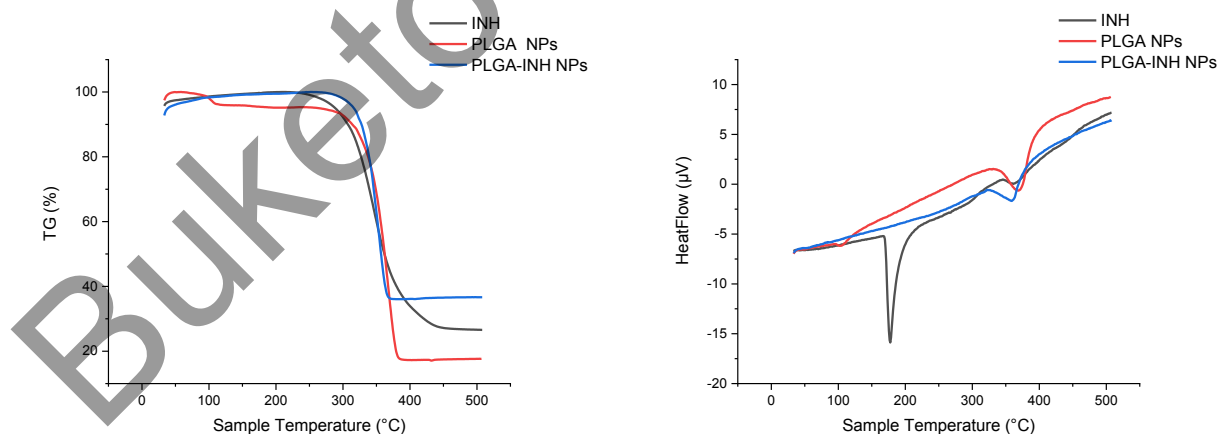 INH
PLGA NPs
PLGA-INH NPs
100
80
60
40
20
TG (%)
0
100
200
300
400
500
Sample Temperature (°C)
INH
PLGA NPs
PLGA-INH NPs
10
5
0
-5
-10
-15
-20
HeatFlow (µV)
0
100
200
300
400
500
Sample Temperature (°C)
Buketo